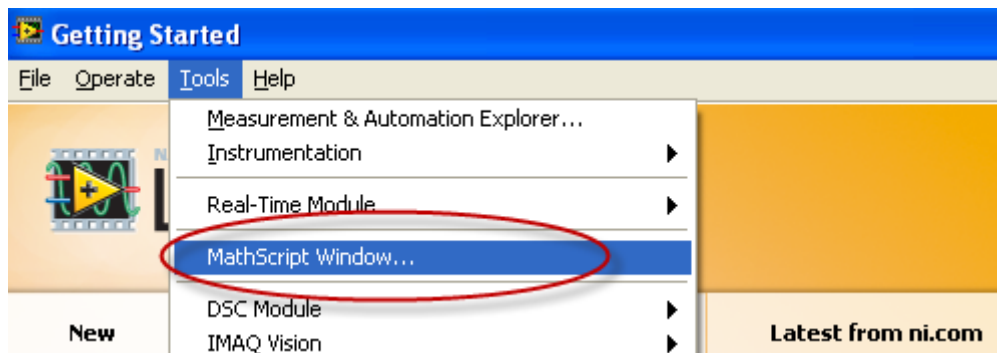 Getting Started
File Operate Tools Help
Measurement & Automation Explorer...
Instrumentation
Real-Time Module
MathScript Window...
DSC Module
IMAQ Vision
New
Latest from ni.com